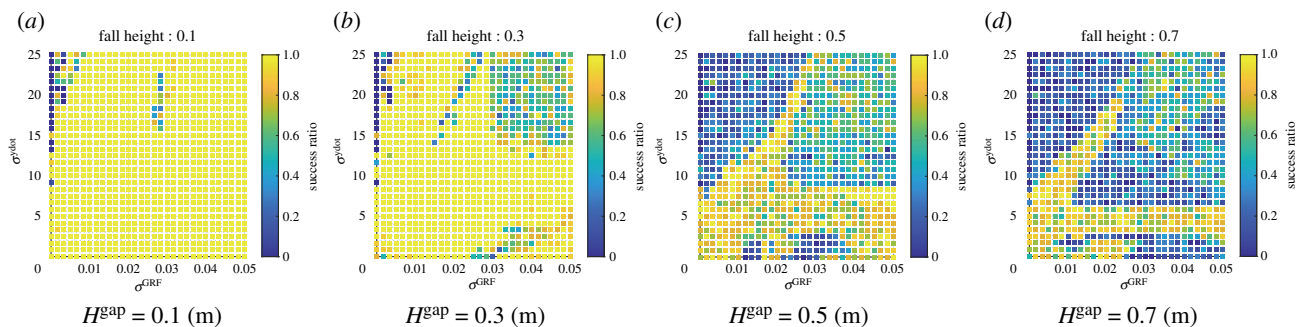 (a)
fall height : 0.1
25
20
15
10
5
0
0.01
0.02
0.03
0.04
0.05
σ^ydot
σ^GRF
1.0
0.8
0.6
0.4
0.2
0
success ratio
H^gap = 0.1 (m)
(b)
fall height : 0.3
25
20
15
10
5
0
0.01
0.02
0.03
0.04
0.05
σ^ydot
σ^GRF
1.0
0.8
0.6
0.4
0.2
0
success ratio
H^gap = 0.3 (m)
(c)
fall height : 0.5
25
20
15
10
5
0
0.01
0.02
0.03
0.04
0.05
σ^ydot
σ^GRF
1.0
0.8
0.6
0.4
0.2
0
success ratio
H^gap = 0.5 (m)
(d)
fall height : 0.7
25
20
15
10
5
0
0.01
0.02
0.03
0.04
0.05
σ^ydot
σ^GRF
1.0
0.8
0.6
0.4
0.2
0
success ratio
H^gap = 0.7 (m)